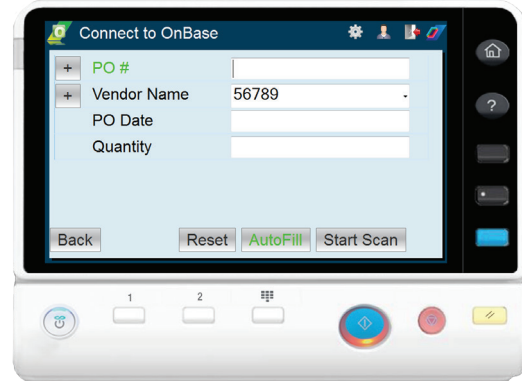 Connect to OnBase
+ PO #
+ Vendor Name 56789
PO Date
Quantity
Back Reset AutoFill Start Scan
?
1 2